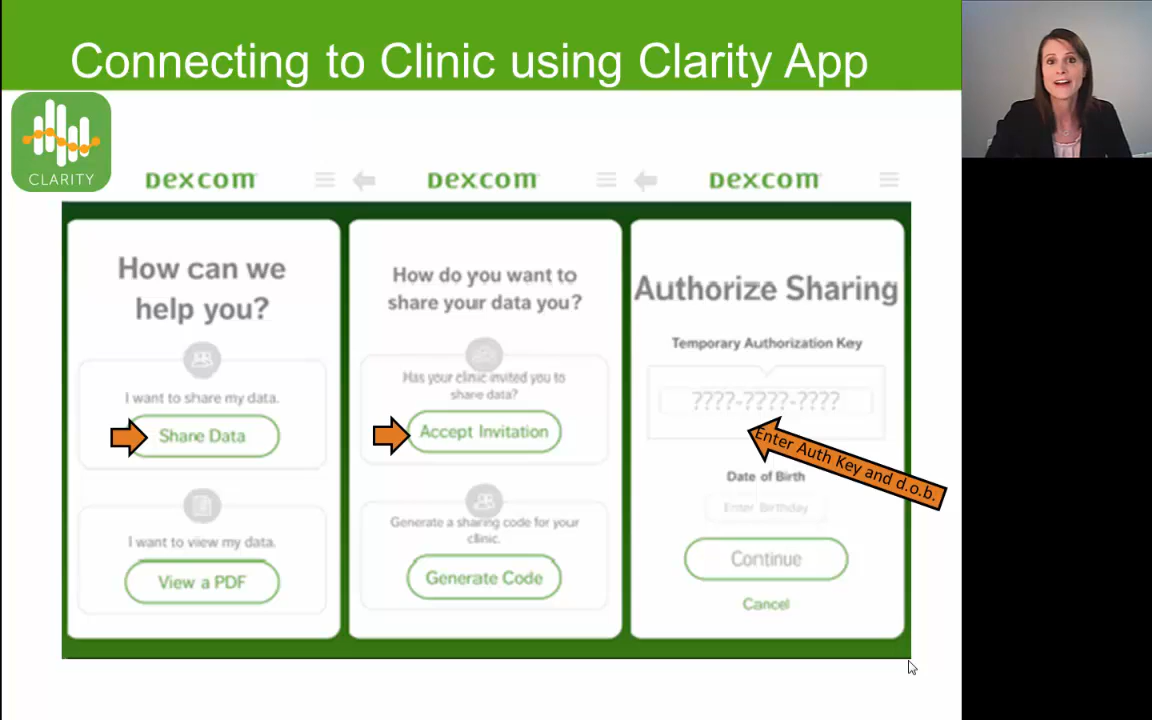 Connecting to Clinic using Clarity App
CLARITY
Dexcom
Dexcom
Dexcom
How can we
help you?
I want to share my data.
Share Data
I want to view my data.
View a PDF
How do you want to
share your data you?
Has your clinic invited you to
share data?
Accept Invitation
Generate a sharing code for your
clinic.
Generate Code
Authorize Sharing
Temporary Authorization Key
????-????-????
Enter Auth Key and d.o.b.
Date of Birth
Enter Birthday
Continue
Cancel